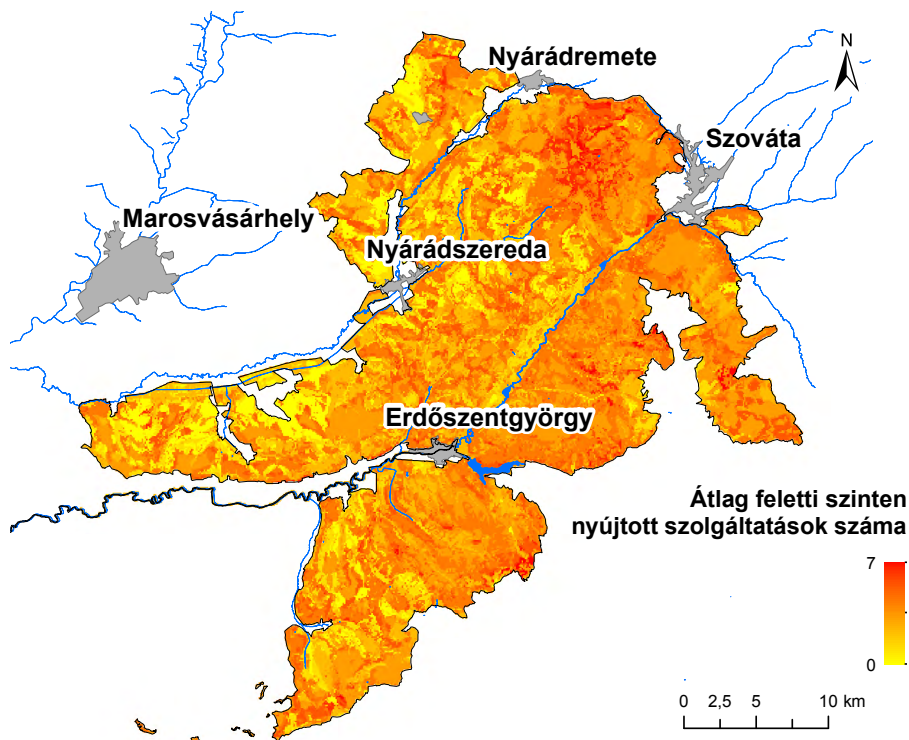 N
Nyárádremete
Szováta
Marosvásárhely
Nyárádszereda
Erdőszentgyörgy
Átlag feletti szinten
nyújtott szolgáltatások száma
7
0
0 2,5 5 10 km